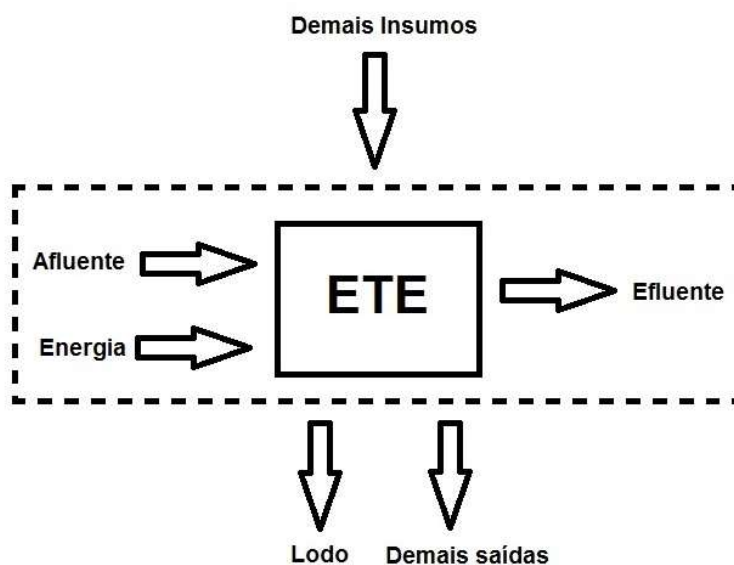 Demais Insumos
Afluente
ETE
Efluente
Energia
Lodo
Demais saídas